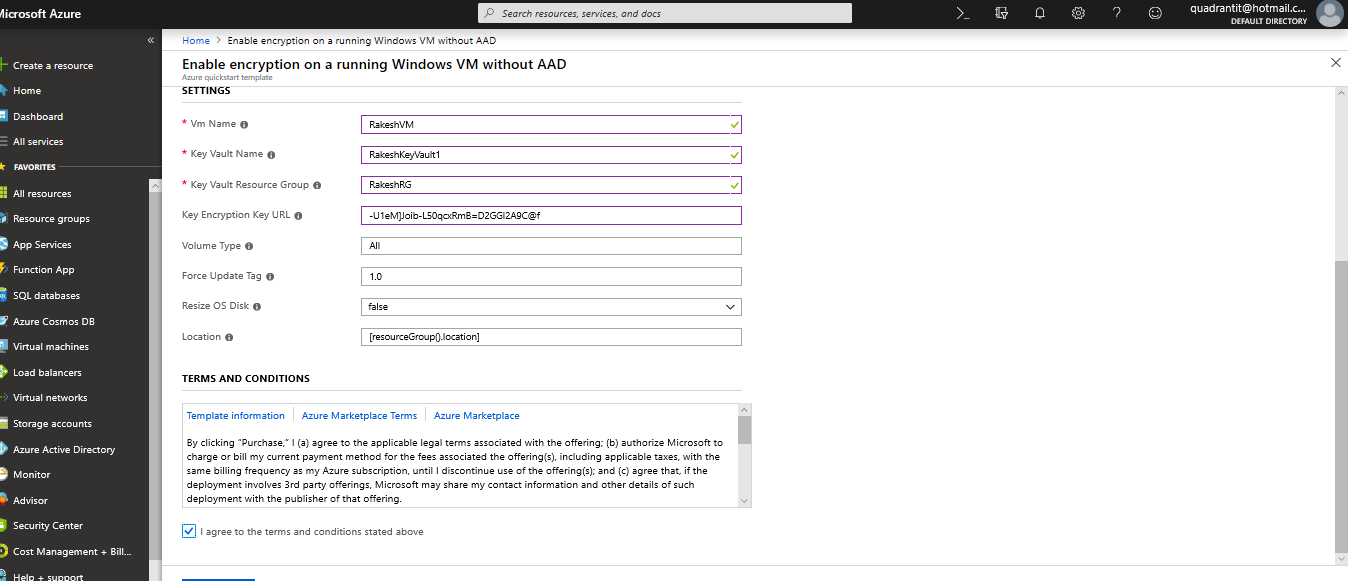 Microsoft Azure
Search resources, services, and docs
quadrantit@hotmail.c...
DEFAULT DIRECTORY
Home > Enable encryption on a running Windows VM without AAD
Enable encryption on a running Windows VM without AAD
Azure quickstart template
Create a resource
Home
Dashboard
All services
FAVORITES
All resources
Resource groups
App Services
Function App
SQL databases
Azure Cosmos DB
Virtual machines
Load balancers
Virtual networks
Storage accounts
Azure Active Directory
Monitor
Advisor
Security Center
Cost Management + Bill...
Help + support
SETTINGS
* Vm Name RakeshVM
* Key Vault Name RakeshKeyVault1
* Key Vault Resource Group RakeshRG
Key Encryption Key URL
Volume Type All
Force Update Tag 1.0
Resize OS Disk false
Location [resourceGroup().location]
TERMS AND CONDITIONS
Template information | Azure Marketplace Terms | Azure Marketplace
By clicking "Purchase," I (a) agree to the applicable legal terms associated with the offering; (b) authorize Microsoft to
charge or bill my current payment method for the fees associated the offering(s), including applicable taxes, with the
same billing frequency as my Azure subscription, until I discontinue use of the offering(s); and (c) agree that, if the
deployment involves 3rd party offerings, Microsoft may share my contact information and other details of such
deployment with the publisher of that offering.
I agree to the terms and conditions stated above